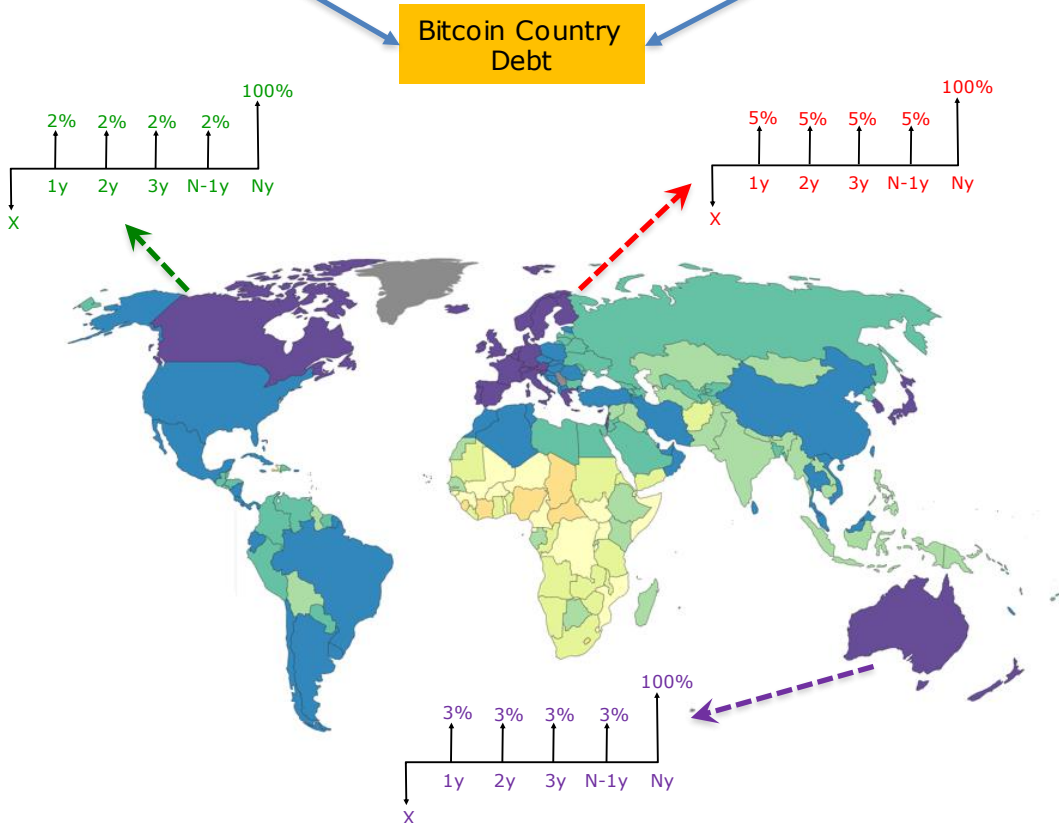 Bitcoin Country
Debt
100%
2% 2% 2% 2%
1y 2y 3y N-1y Ny
X
100%
5% 5% 5% 5%
1y 2y 3y N-1y Ny
X
100%
3% 3% 3% 3%
1y 2y 3y N-1y Ny
X